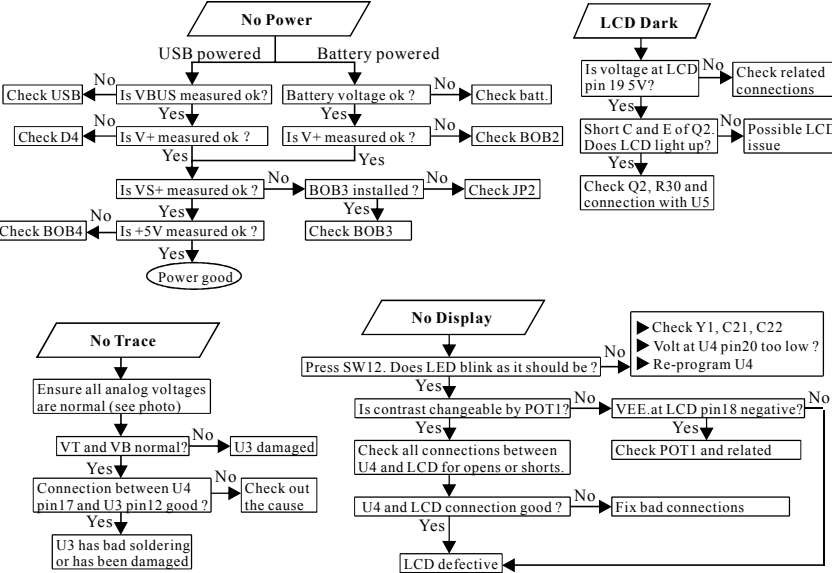 No Power
USB powered
Battery powered
Check USB
No
Is VBUS measured ok?
Battery voltage ok ?
No
Check batt.
Yes
Yes
Check D4
No
Is V+ measured ok ?
Is V+ measured ok ?
No
Check BOB2
Yes
Yes
Is VS+ measured ok ?
No
BOB3 installed ?
No
Check JP2
Yes
Yes
Check BOB4
No
Is +5V measured ok ?
Check BOB3
Yes
Power good
LCD Dark
Is voltage at LCD
pin 19 5V?
No
Check related
connections
Yes
Short C and E of Q2.
Does LCD light up?
No
Possible LCD
issue
Yes
Check Q2, R30 and
connection with U5
No Trace
Ensure all analog voltages
are normal (see photo)
VT and VB normal?
No
U3 damaged
Yes
Connection between U4
pin17 and U3 pin12 good ?
No
Check out
the cause
Yes
U3 has bad soldering
or has been damaged
No Display
Press SW12. Does LED blink as it should be ?
No
Check Y1, C21, C22
Volt at U4 pin20 too low ?
Re-program U4
Yes
Is contrast changeable by POT1?
No
VEE.at LCD pin18 negative?
No
Yes
Yes
Check all connections between
U4 and LCD for opens or shorts.
Check POT1 and related
U4 and LCD connection good ?
No
Fix bad connections
Yes
LCD defective